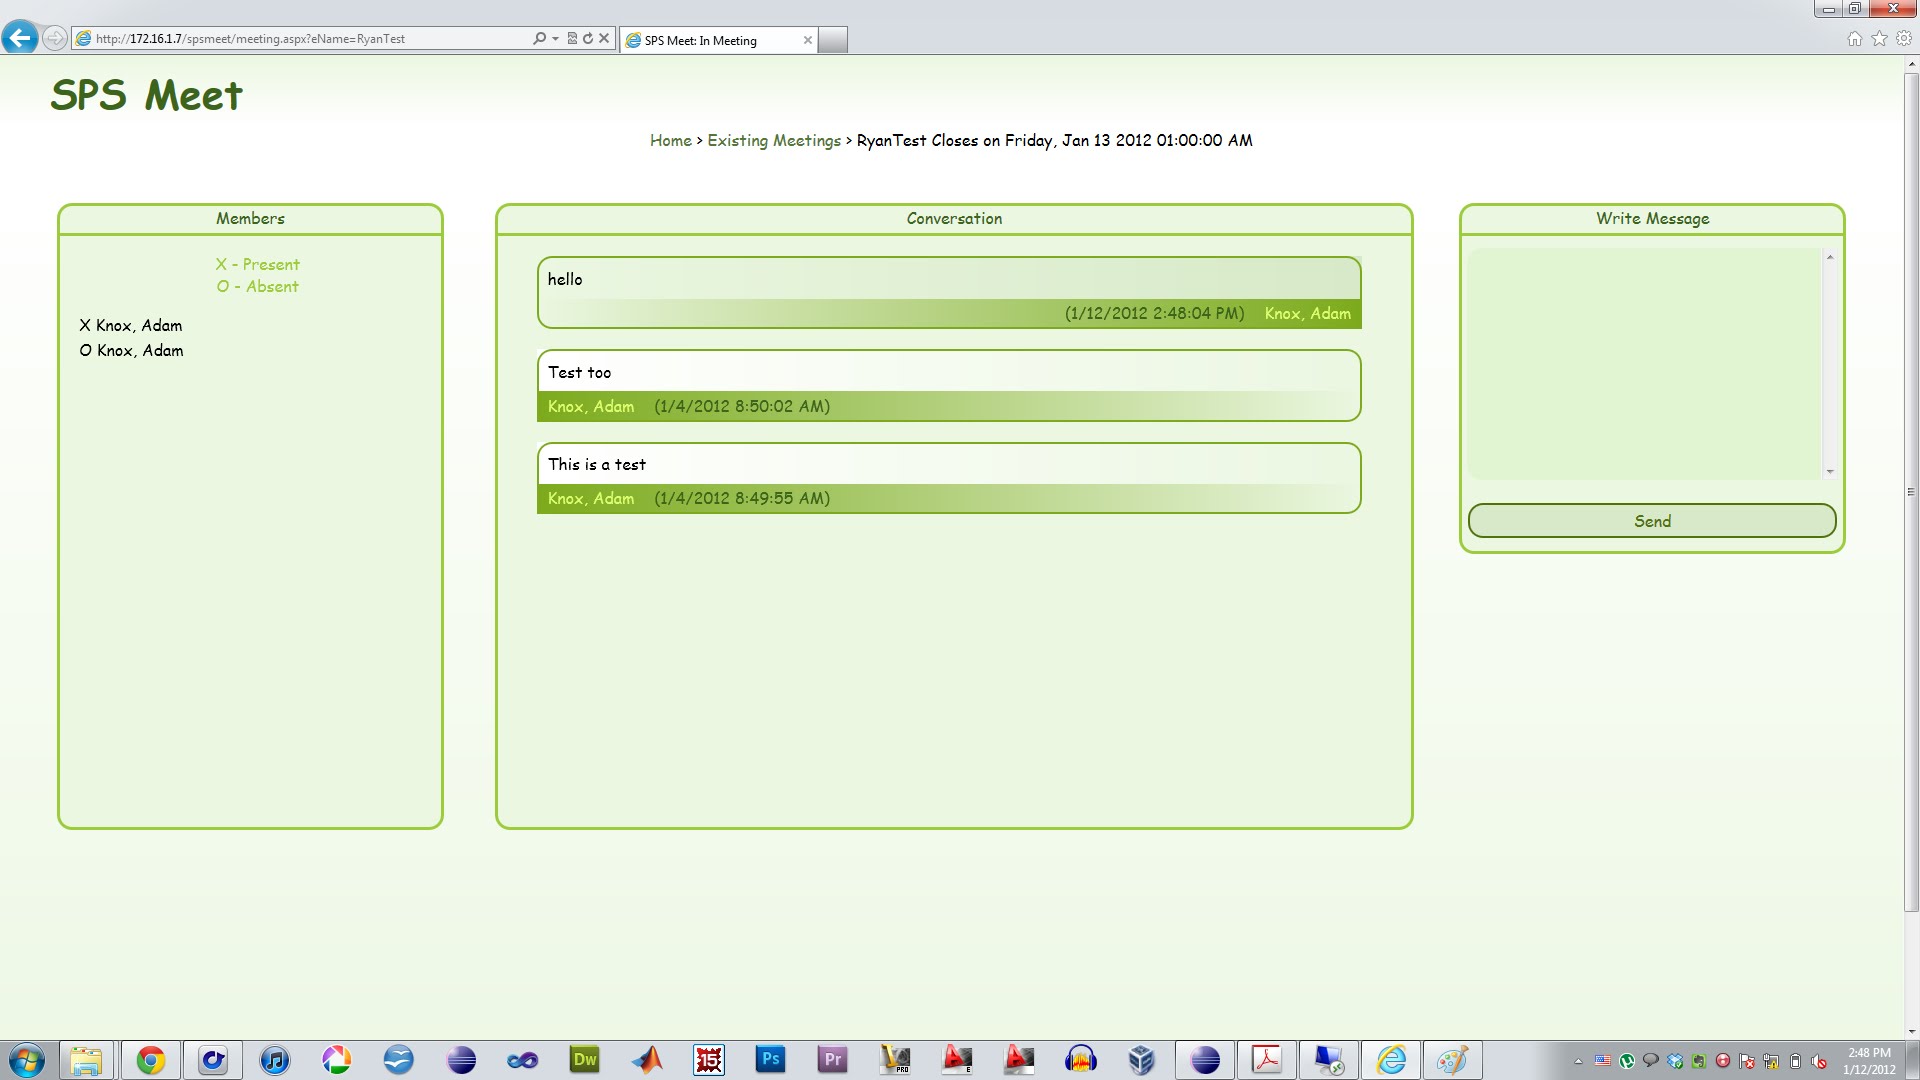 http://172.16.1.7/spsmeet/meeting.aspx?eName=RyanTest
SPS Meet: In Meeting
SPS Meet
Home > Existing Meetings > RyanTest Closes on Friday, Jan 13 2012 01:00:00 AM
Members
X - Present
O - Absent
X Knox, Adam
O Knox, Adam
Conversation
hello
(1/12/2012 2:48:04 PM) Knox, Adam
Test too
Knox, Adam (1/4/2012 8:50:02 AM)
This is a test
Knox, Adam (1/4/2012 8:49:55 AM)
Write Message
Send
Dw
15
Ps
Pr
PRO
E
2:48 PM
1/12/2012